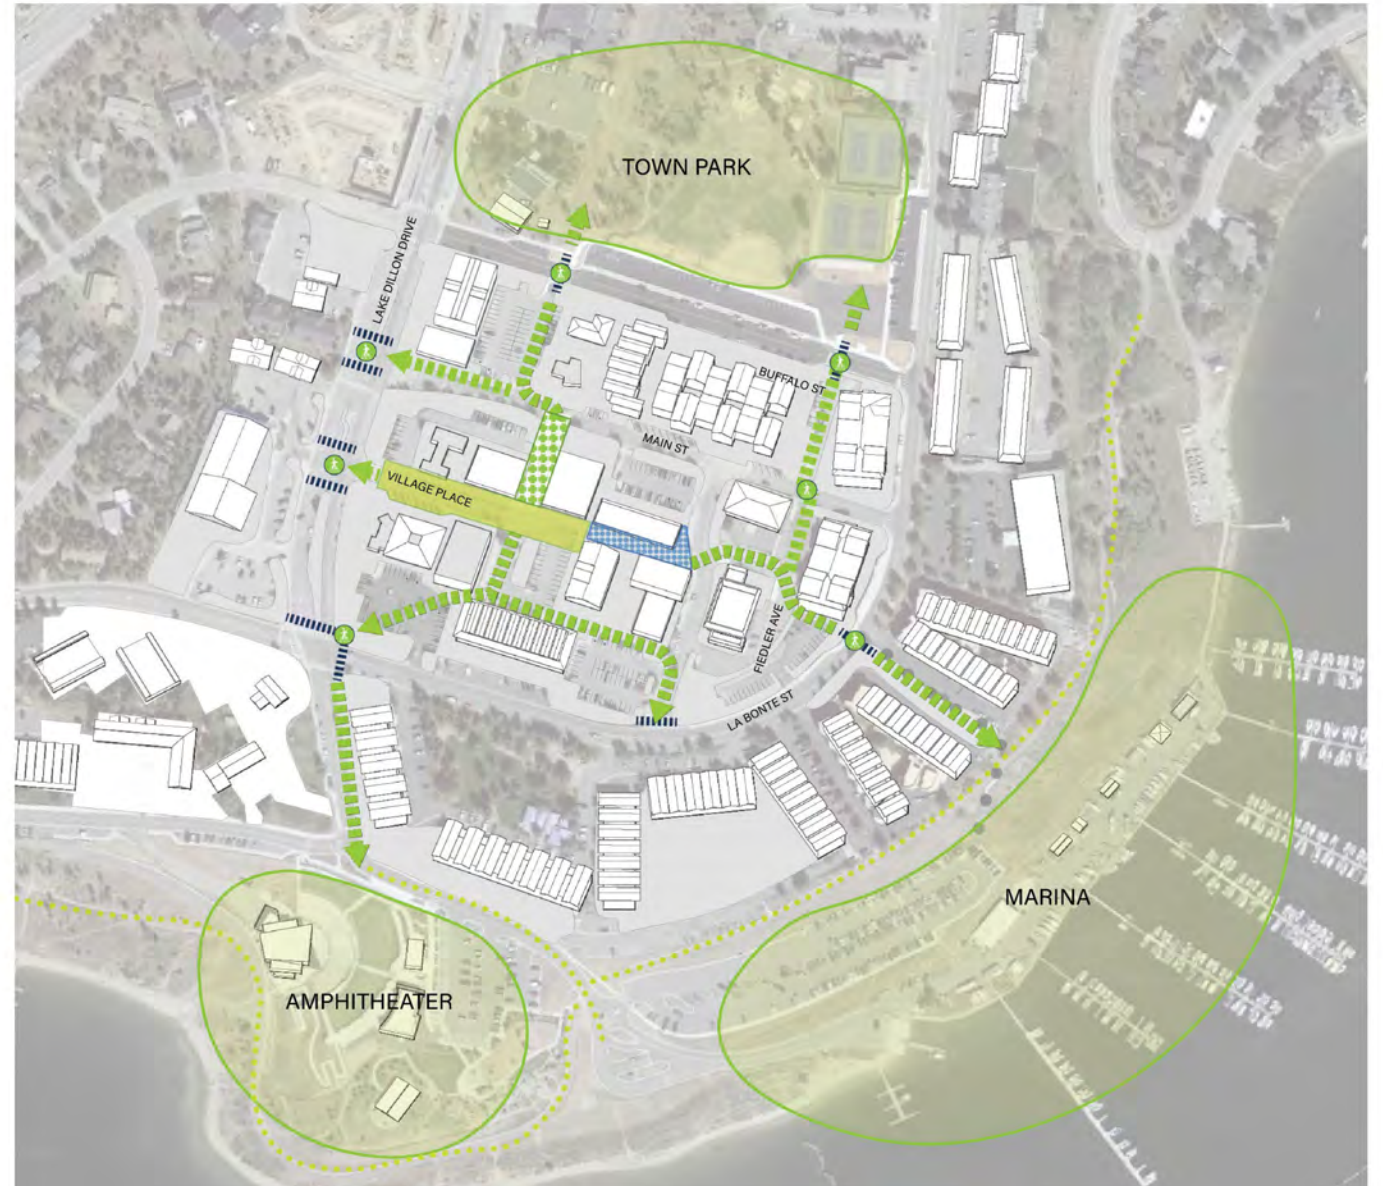 TOWN PARK
LAKE DILLON DRIVE
BUFFALO ST
MAIN ST
VILLAGE PLACE
FIEDLER AVE
LA BONTE ST
MARINA
AMPHITHEATER